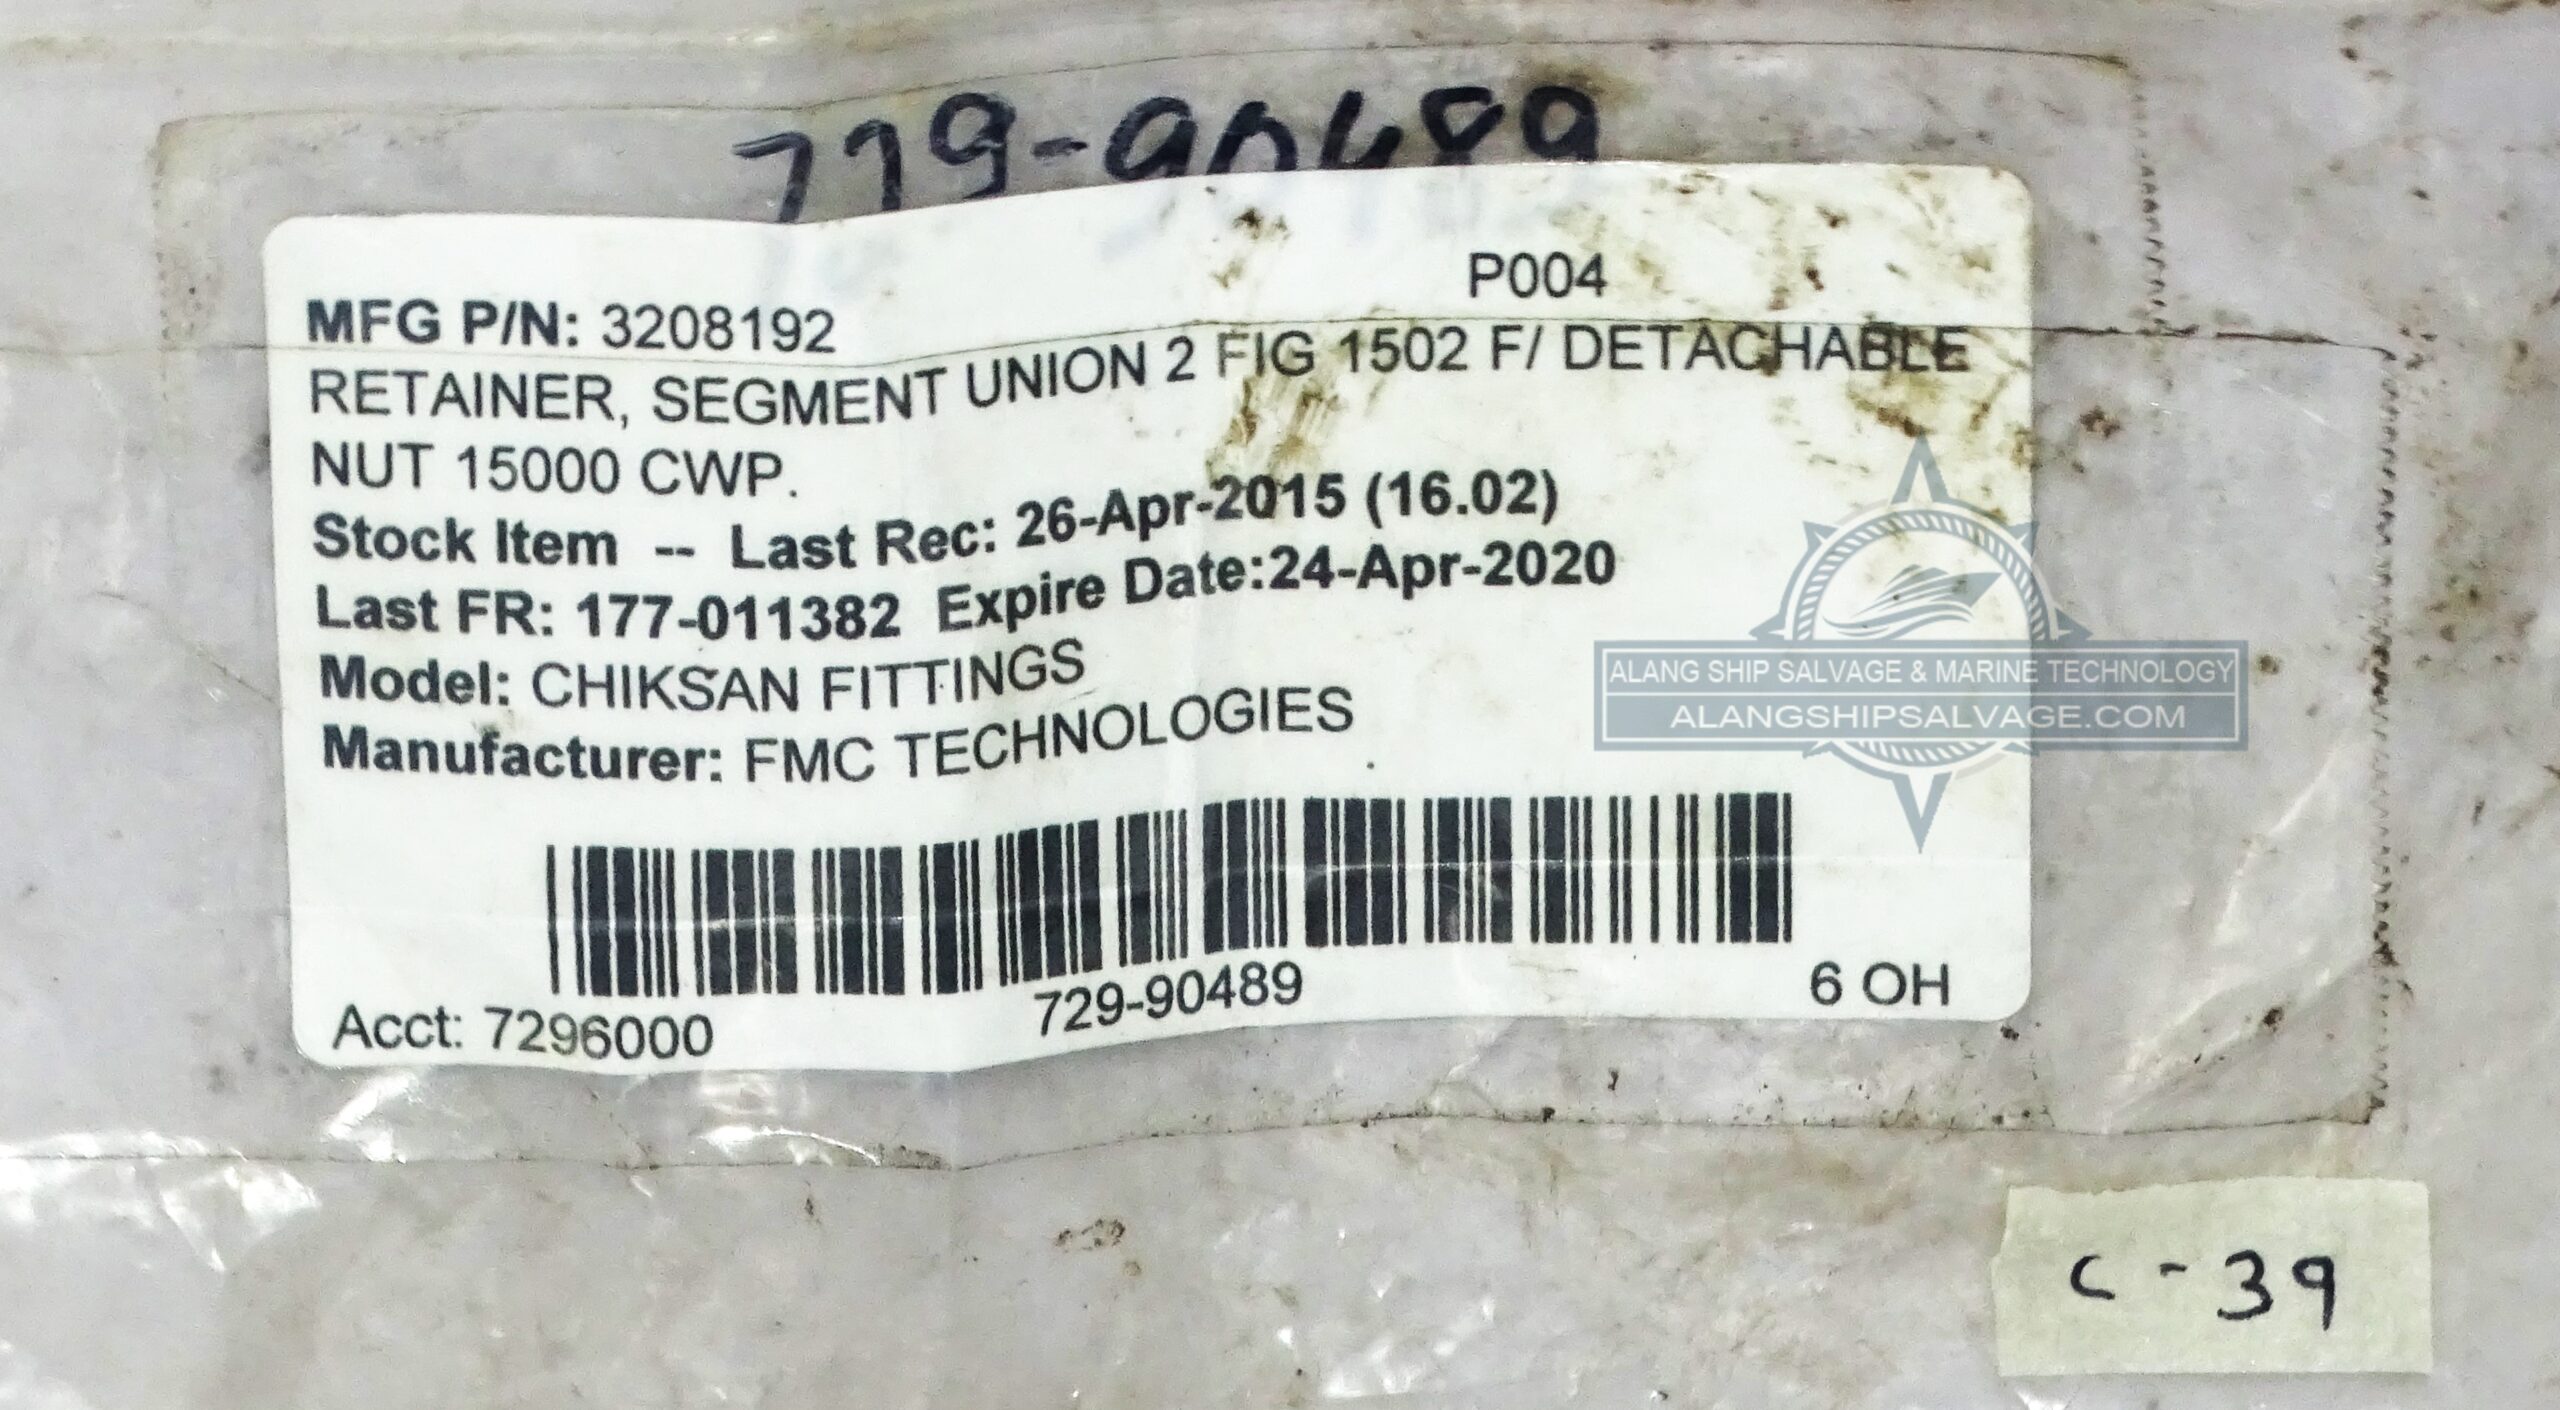 729-90489
P004
MFG P/N: 3208192
RETAINER, SEGMENT UNION 2 FIG 1502 F/ DETACHABLE
NUT 15000 CWP.
Stock Item -- Last Rec: 26-Apr-2015 (16.02)
Last FR: 177-011382 Expire Date:24-Apr-2020
Model: CHIKSAN FITTINGS
Manufacturer: FMC TECHNOLOGIES
ALANG SHIP SALVAGE & MARINE TECHNOLOGY
ALANGSHIPSALVAGE.COM
Acct: 7296000 729-90489 6 OH
C-39